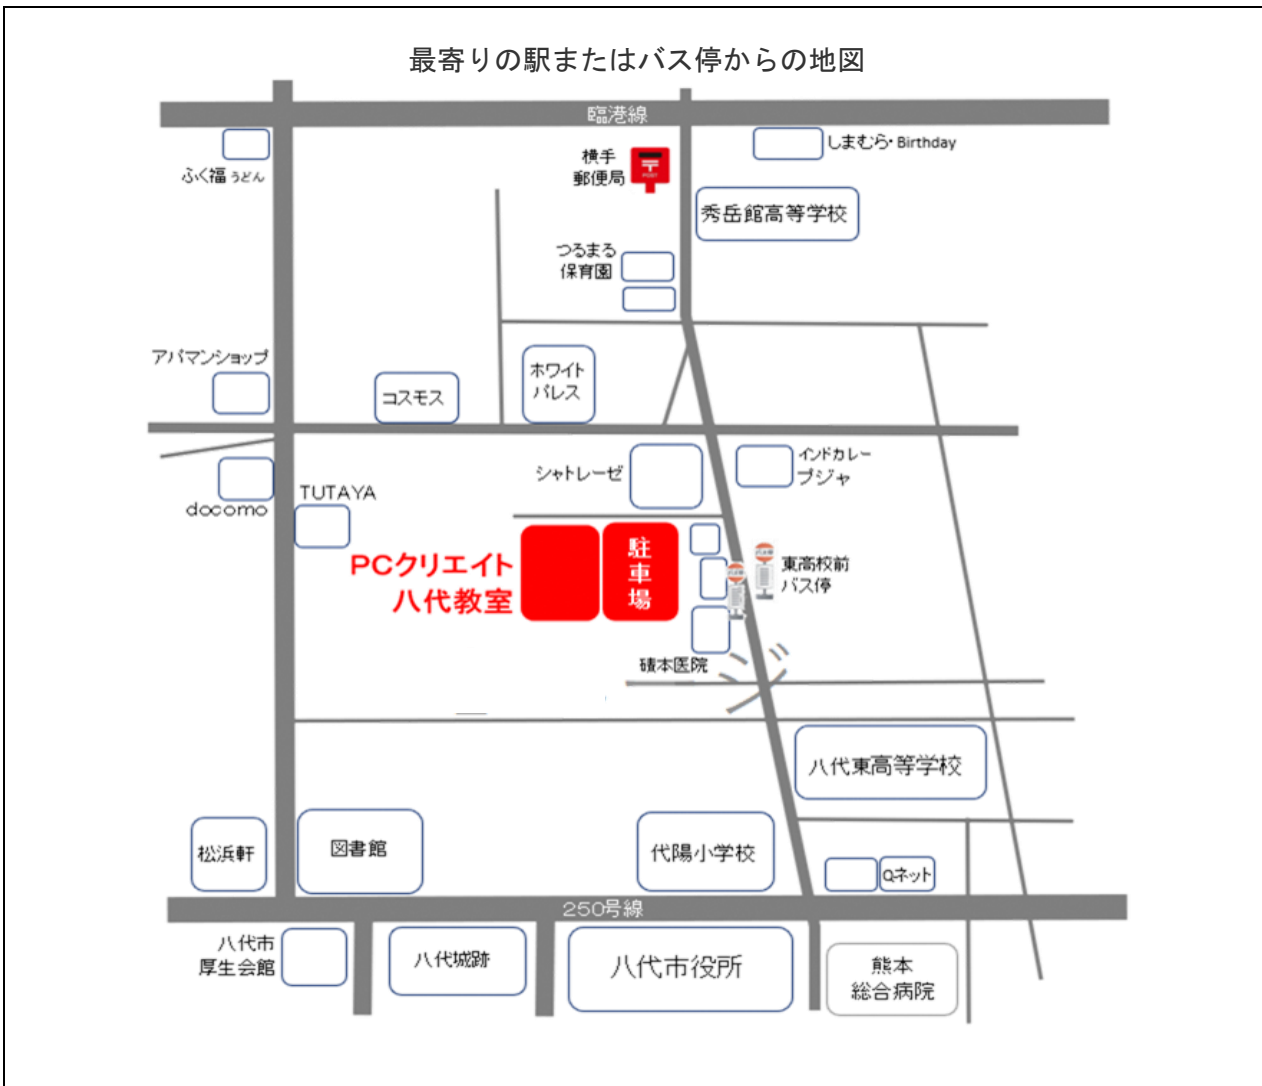 最寄りの駅またはバス停からの地図
臨港線
しまむら・Birthday
ふく福 うどん
横手
郵便局
〒
POST
秀岳館高等学校
つるまる
保育園
アパマンショップ
コスモス
ホワイト
パレス
シャトレーゼ
インドカレー
プジャ
docomo
TUTAYA
PCクリエイト
八代教室
駐
車
場
東高校前
バス停
磧本医院
ジ
八代東高等学校
松浜軒
図書館
代陽小学校
Qネット
250号線
八代市
厚生会館
八代城跡
八代市役所
熊本
総合病院